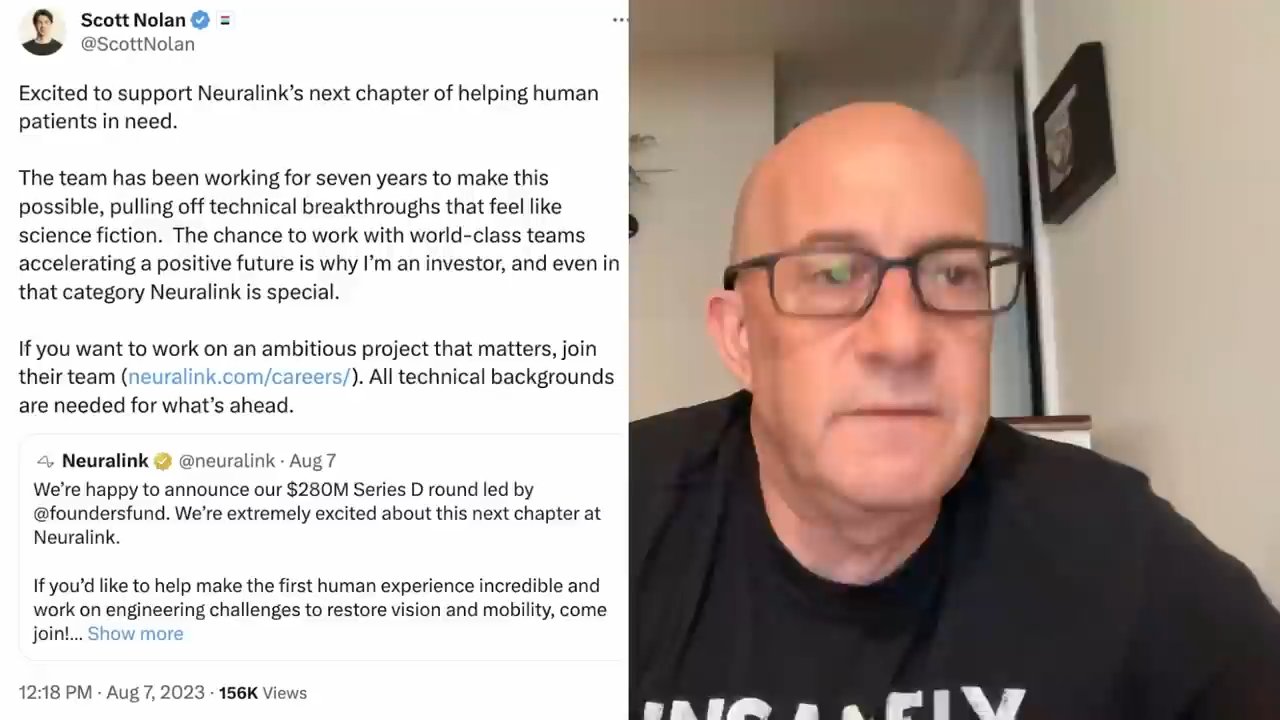 Scott Nolan
@ScottNolan
Excited to support Neuralink’s next chapter of helping human
patients in need.
The team has been working for seven years to make this
possible, pulling off technical breakthroughs that feel like
science fiction.  The chance to work with world-class teams
accelerating a positive future is why I’m an investor, and even in
that category Neuralink is special.
If you want to work on an ambitious project that matters, join
their team (neuralink.com/careers/). All technical backgrounds
are needed for what’s ahead.
Neuralink @neuralink · Aug 7
We’re happy to announce our $280M Series D round led by
@foundersfund. We’re extremely excited about this next chapter at
Neuralink.
If you’d like to help make the first human experience incredible and
work on engineering challenges to restore vision and mobility, come
join!... Show more
12:18 PM · Aug 7, 2023 · 156K Views
INSANELY